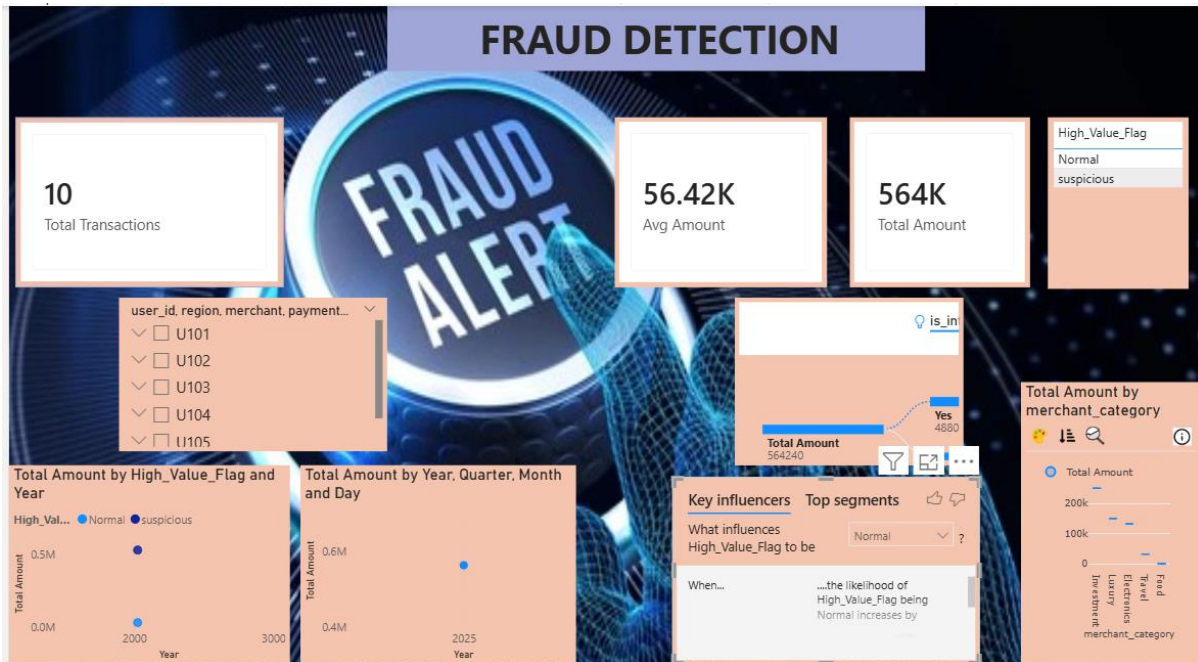 FRAUD DETECTION
FRAUD
ALERT
10
Total Transactions
56.42K
Avg Amount
564K
Total Amount
High_Value_Flag
Normal
suspicious
user_id, region, merchant, payment...
U101
U102
U103
U104
U105
is_in
Total Amount
564240
Yes
4880
Total Amount by High_Value_Flag and
Year
High_Val... Normal suspicious
0.5M
0.0M
Total Amount
2000 3000
Year
Total Amount by Year, Quarter, Month
and Day
0.6M
0.4M
Total Amount
2025
Year
Key influencers Top segments
What influences
High_Value_Flag to be
Normal
?
When...
....the likelihood of
High_Value_Flag being
Normal increases by
Total Amount by
merchant_category
Total Amount
200k
100k
0
Investment
Luxury
Electronics
Travel
Food
merchant_category